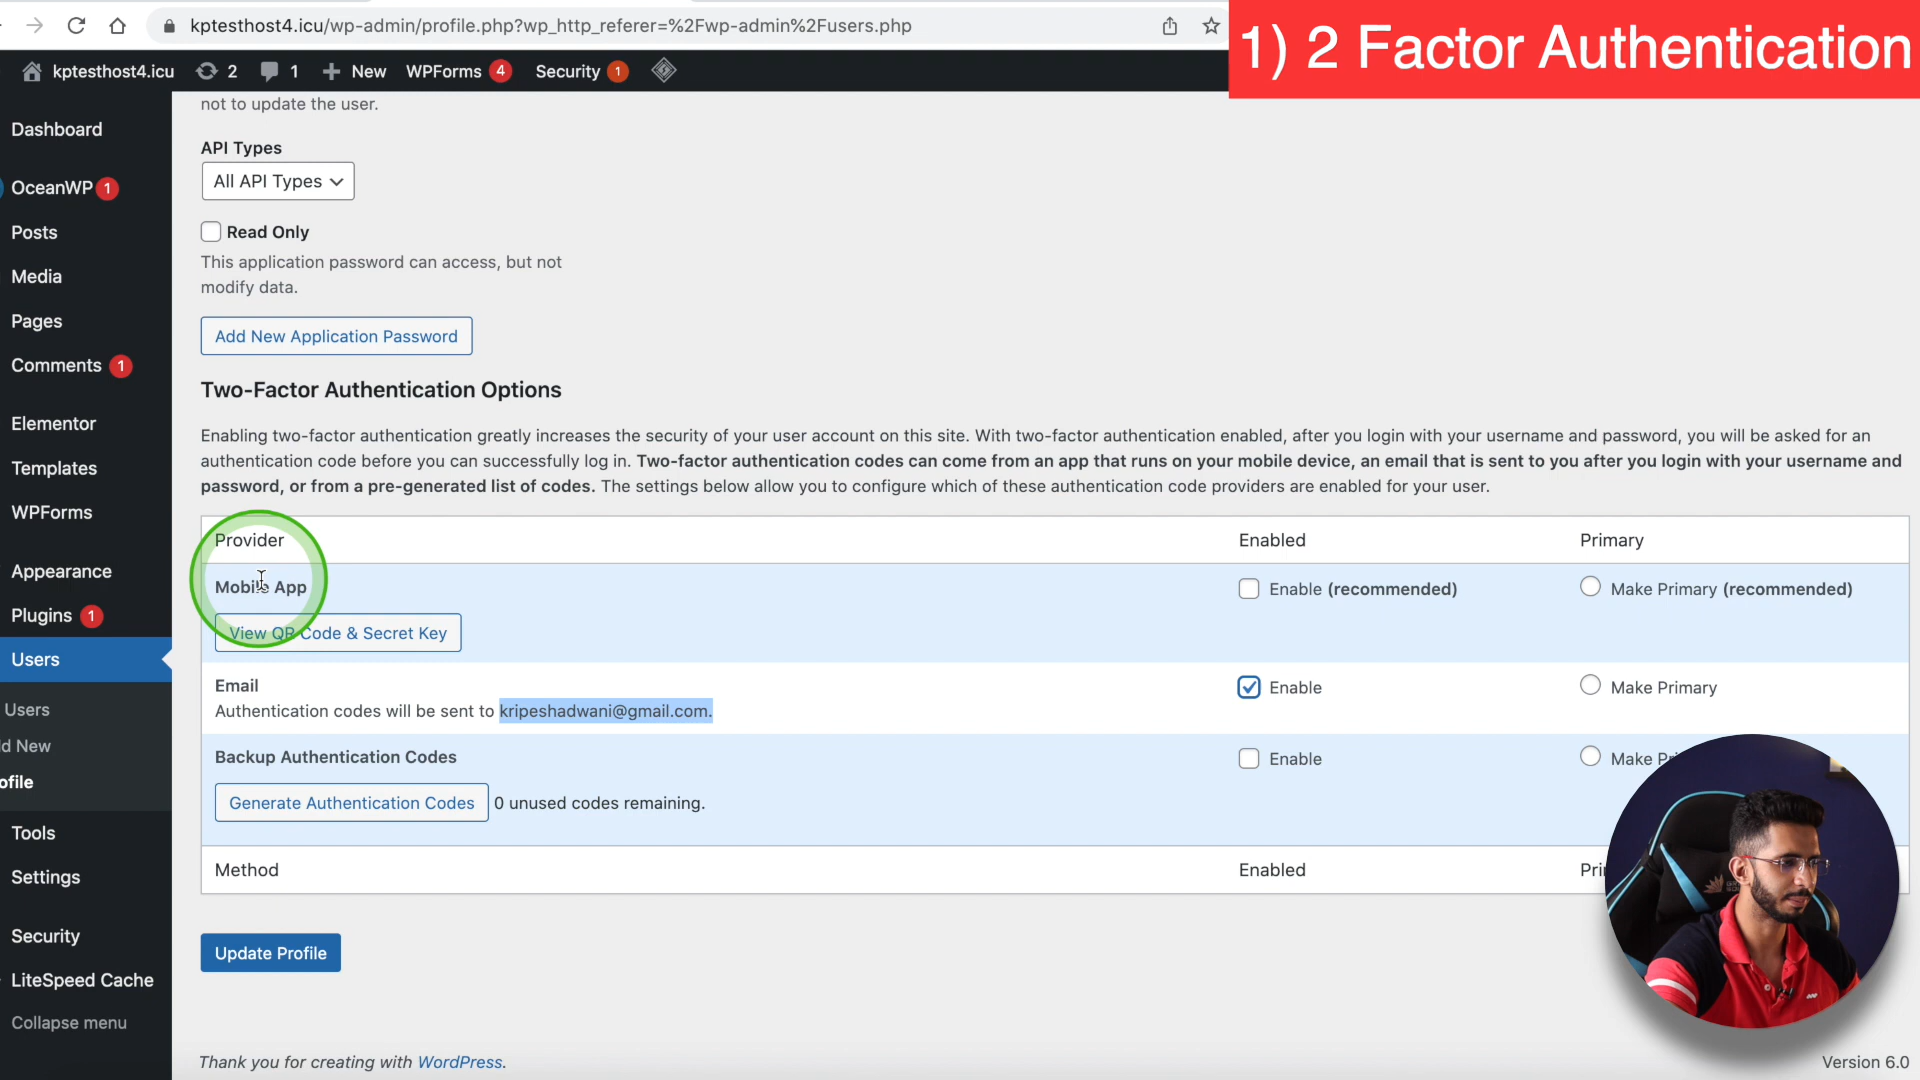 kptesthost4.icu/wp-admin/profile.php?wp_http_referer=%2Fwp-admin%2Fusers.php
1) 2 Factor Authentication
kptesthost4.icu 2 1 New WPForms 4 Security 1
Dashboard
OceanWP 1
Posts
Media
Pages
Comments 1
Elementor
Templates
WPForms
Appearance
Plugins 1
Users
Users
d New
ofile
Tools
Settings
Security
LiteSpeed Cache
Collapse menu
not to update the user.
API Types
All API Types
Read Only
This application password can access, but not
modify data.
Add New Application Password
Two-Factor Authentication Options
Enabling two-factor authentication greatly increases the security of your user account on this site. With two-factor authentication enabled, after you login with your username and password, you will be asked for an
authentication code before you can successfully log in. Two-factor authentication codes can come from an app that runs on your mobile device, an email that is sent to you after you login with your username and
password, or from a pre-generated list of codes. The settings below allow you to configure which of these authentication code providers are enabled for your user.
Provider Enabled Primary
Mobile App Enable (recommended) Make Primary (recommended)
View QR Code & Secret Key
Email Enable Make Primary
Authentication codes will be sent to kripeshadwani@gmail.com.
Backup Authentication Codes Enable Make
Generate Authentication Codes 0 unused codes remaining.
Method Enabled
Update Profile
Thank you for creating with WordPress.
Version 6.0